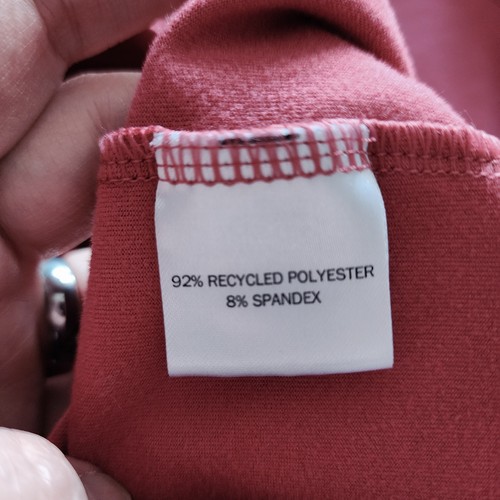 92% RECYCLED POLYESTER
8% SPANDEX